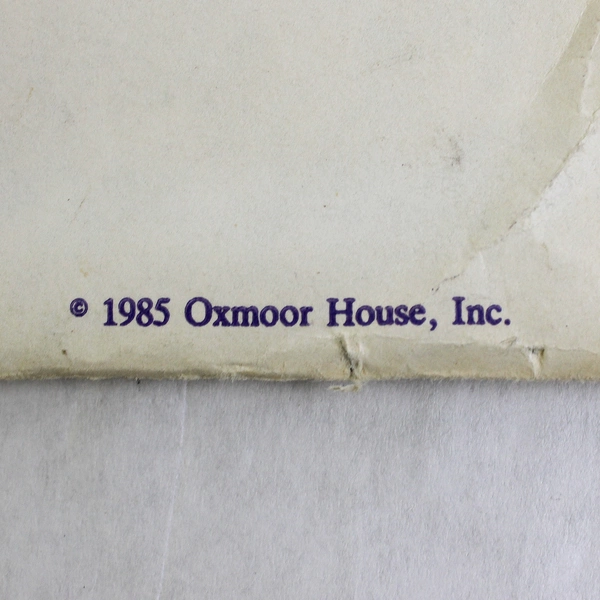 © 1985 Oxmoor House, Inc.